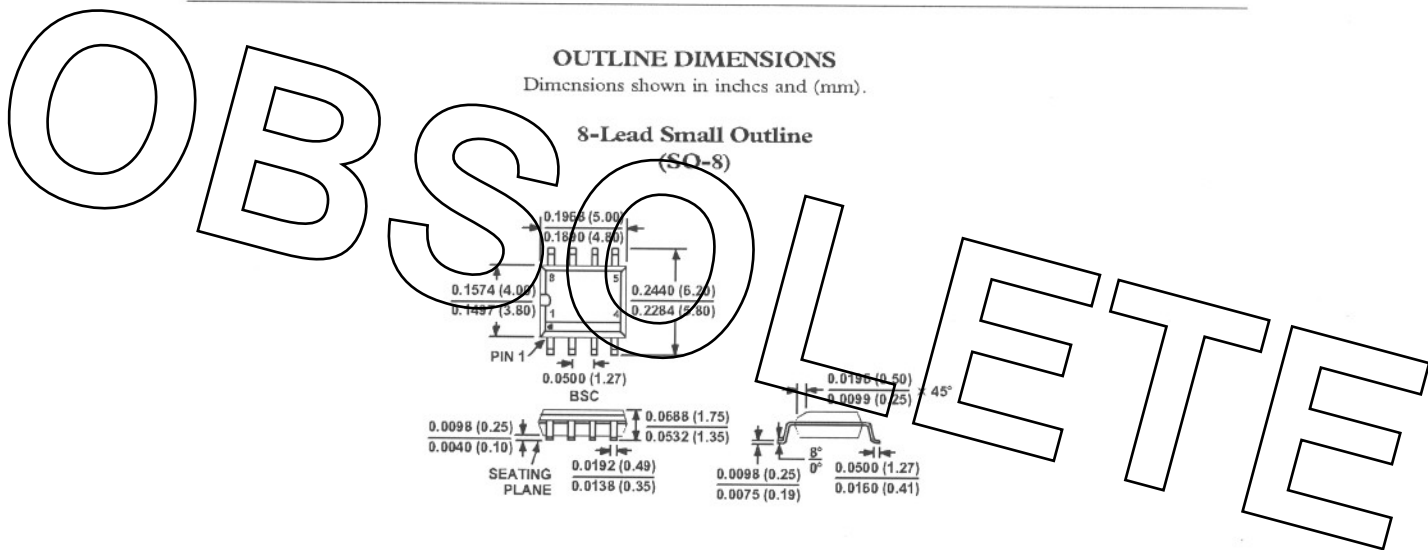 OUTLINE DIMENSIONS
Dimensions shown in inches and (mm).
8-Lead Small Outline
(SO-8)
OBSOLETE
0.1968 (5.00)
0.1890 (4.80)
8
5
0.1574 (4.00)
0.1497 (3.80)
0.2440 (6.20)
0.2284 (5.80)
1
4
PIN 1
0.0500 (1.27)
BSC
0.0196 (0.50)
0.0099 (0.25)
× 45°
0.0098 (0.25)
0.0040 (0.10)
0.0688 (1.75)
0.0532 (1.35)
SEATING
PLANE
0.0192 (0.49)
0.0138 (0.35)
0.0098 (0.25)
0.0075 (0.19)
8°
0°
0.0500 (1.27)
0.0160 (0.41)